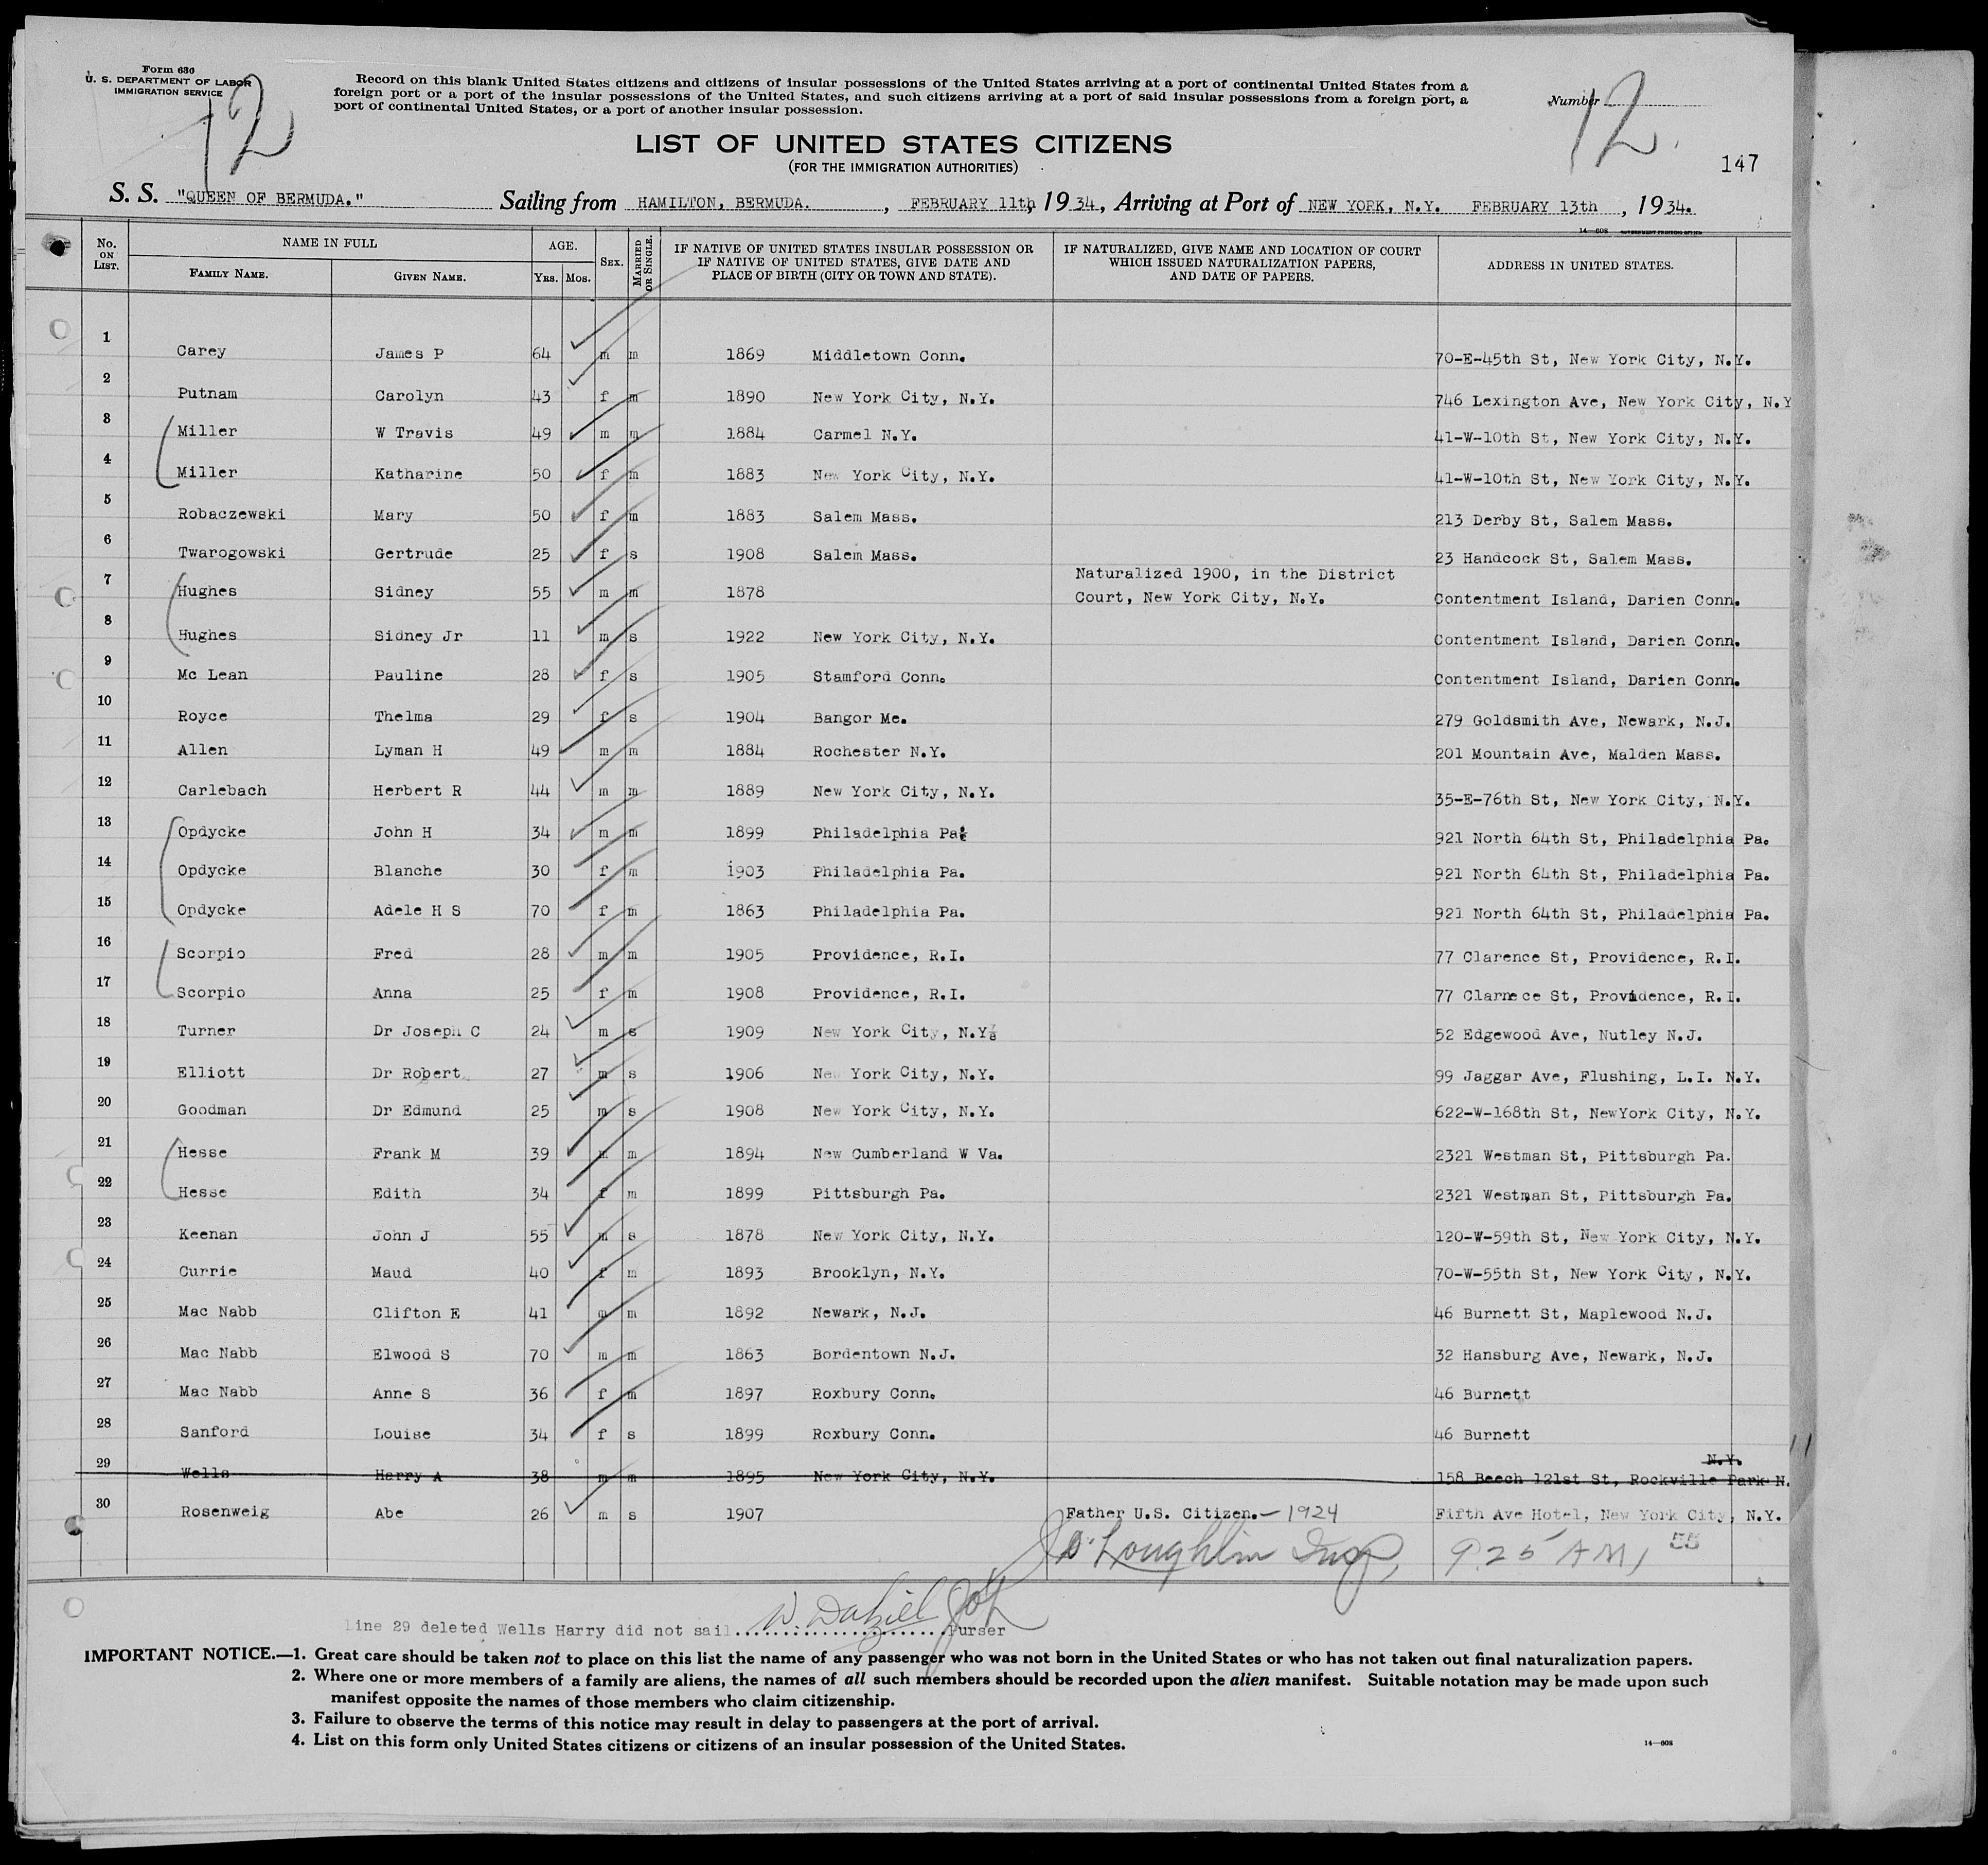 Form 630
U. S. DEPARTMENT OF LABOR
IMMIGRATION SERVICE
12
Record on this blank United States citizens and citizens of insular possessions of the United States arriving at a port of continental United States from a
foreign port or a port of the insular possessions of the United States, and such citizens arriving at a port of said insular possessions from a foreign port, a
port of continental United States, or a port of another insular possession.
Number
12
LIST OF UNITED STATES CITIZENS
(FOR THE IMMIGRATION AUTHORITIES)
147
S. S. "QUEEN OF BERMUDA." Sailing from HAMILTON, BERMUDA. , FEBRUARY 11th, 1934, Arriving at Port of NEW YORK, N.Y. FEBRUARY 13th , 1934.
14—608 GOVERNMENT PRINTING OFFICE
No. ON LIST. NAME IN FULL FAMILY NAME. GIVEN NAME. AGE. YRS. MOS. SEX. MARRIED OR SINGLE. IF NATIVE OF UNITED STATES INSULAR POSSESSION OR IF NATIVE OF UNITED STATES, GIVE DATE AND PLACE OF BIRTH (CITY OR TOWN AND STATE). IF NATURALIZED, GIVE NAME AND LOCATION OF COURT WHICH ISSUED NATURALIZATION PAPERS, AND DATE OF PAPERS. ADDRESS IN UNITED STATES.
1 Carey James P 64 m m 1869 Middletown Conn. 70-E-45th St, New York City, N.Y.
2 Putnam Carolyn 43 f m 1890 New York City, N.Y. 746 Lexington Ave, New York City, N.Y
3 Miller W Travis 49 m m 1884 Carmel N.Y. 41-W-10th St, New York City, N.Y.
4 Miller Katharine 50 f m 1883 New York City, N.Y. 41-W-10th St, New York City, N.Y.
5 Robaczewski Mary 50 f m 1883 Salem Mass. 213 Derby St, Salem Mass.
6 Twarogowski Gertrude 25 f s 1908 Salem Mass. 23 Handcock St, Salem Mass.
7 Hughes Sidney 55 m m 1878 Naturalized 1900, in the District Court, New York City, N.Y. Contentment Island, Darien Conn.
8 Hughes Sidney Jr 11 m s 1922 New York City, N.Y. Contentment Island, Darien Conn.
9 Mc Lean Pauline 28 f s 1905 Stamford Conn. Contentment Island, Darien Conn.
10 Royce Thelma 29 f s 1904 Bangor Me. 279 Goldsmith Ave, Newark, N.J.
11 Allen Lyman H 49 m m 1884 Rochester N.Y. 201 Mountain Ave, Malden Mass.
12 Carlebach Herbert R 44 m m 1889 New York City, N.Y. 35-E-76th St, New York City, N.Y.
13 Opdycke John H 34 m m 1899 Philadelphia Pa. 921 North 64th St, Philadelphia Pa.
14 Opdycke Blanche 30 f m 1903 Philadelphia Pa. 921 North 64th St, Philadelphia Pa.
15 Opdycke Adele H S 70 f m 1863 Philadelphia Pa. 921 North 64th St, Philadelphia Pa.
16 Scorpio Fred 28 m m 1905 Providence, R.I. 77 Clarence St, Providence, R.I.
17 Scorpio Anna 25 f m 1908 Providence, R.I. 77 Clarnece St, Providence, R.I.
18 Turner Dr Joseph C 24 m s 1909 New York City, N.Y. 52 Edgewood Ave, Nutley N.J.
19 Elliott Dr Robert 27 m s 1906 New York City, N.Y. 99 Jaggar Ave, Flushing, L.I. N.Y.
20 Goodman Dr Edmund 25 m s 1908 New York City, N.Y. 622-W-168th St, NewYork City, N.Y.
21 Hesse Frank M 39 m m 1894 New Cumberland W Va. 2321 Westman St, Pittsburgh Pa.
22 Hesse Edith 34 f m 1899 Pittsburgh Pa. 2321 Westman St, Pittsburgh Pa.
23 Keenan John J 55 m s 1878 New York City, N.Y. 120-W-59th St, New York City, N.Y.
24 Currie Maud 40 f m 1893 Brooklyn, N.Y. 70-W-55th St, New York City, N.Y.
25 Mac Nabb Clifton E 41 m m 1892 Newark, N.J. 46 Burnett St, Maplewood N.J.
26 Mac Nabb Elwood S 70 m m 1863 Bordentown N.J. 32 Hansburg Ave, Newark, N.J.
27 Mac Nabb Anne S 36 f m 1897 Roxbury Conn. 46 Burnett
28 Sanford Louise 34 f s 1899 Roxbury Conn. 46 Burnett
29 Wells Harry A 38 m m 1895 New York City, N.Y. 158 Beech 121st St, Rockville Park N. N.Y.
30 Rosenweig Abe 26 m s 1907 Father U.S. Citizen.— 1924 Fifth Ave Hotel, New York City, N.Y.
O'Loughlin Insp, 9.25 AM,
Line 29 deleted Wells Harry did not sail W. Dalziel Purser
IMPORTANT NOTICE.—1. Great care should be taken not to place on this list the name of any passenger who was not born in the United States or who has not taken out final naturalization papers.
2. Where one or more members of a family are aliens, the names of all such members should be recorded upon the alien manifest. Suitable notation may be made upon such
manifest opposite the names of those members who claim citizenship.
3. Failure to observe the terms of this notice may result in delay to passengers at the port of arrival.
4. List on this form only United States citizens or citizens of an insular possession of the United States.
14—608